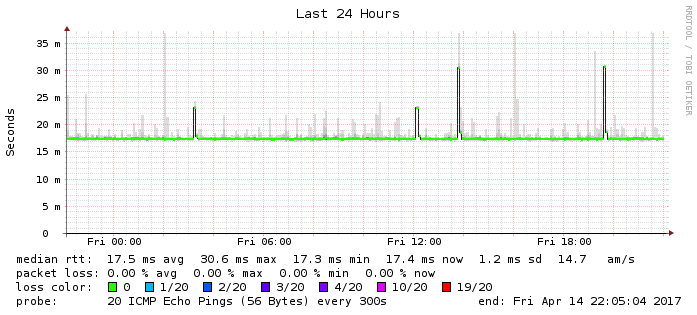 Last 24 Hours
RRDTOOL / TOBI OETIKER
Seconds
35 m
30 m
25 m
20 m
15 m
10 m
5 m
0
Fri 00:00 Fri 06:00 Fri 12:00 Fri 18:00
median rtt: 17.5 ms avg 30.6 ms max 17.3 ms min 17.4 ms now 1.2 ms sd 14.7 am/s
packet loss: 0.00 % avg 0.00 % max 0.00 % min 0.00 % now
loss color: 0 1/20 2/20 3/20 4/20 10/20 19/20
probe: 20 ICMP Echo Pings (56 Bytes) every 300s end: Fri Apr 14 22:05:04 2017